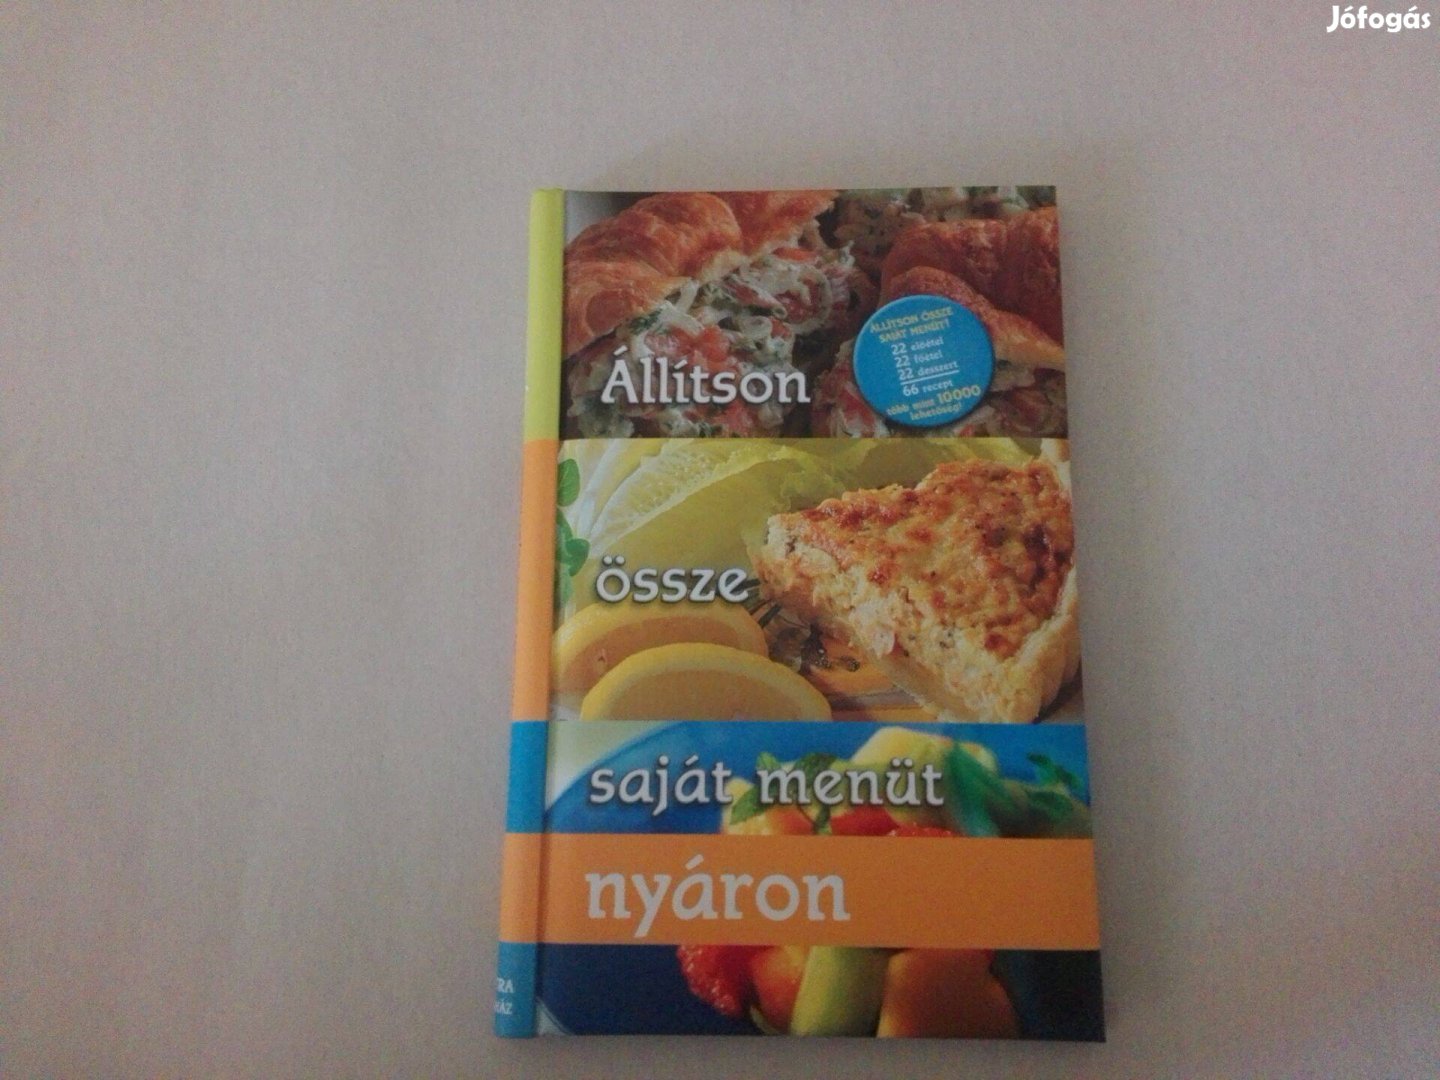 Jófogás
Állítson
ÁLLÍTSON ÖSSZE
SAJÁT MENÜT!
22 előétel
22 főétel
22 desszert
66 recept
több mint 10000
lehetőség!
össze
saját menüt
nyáron